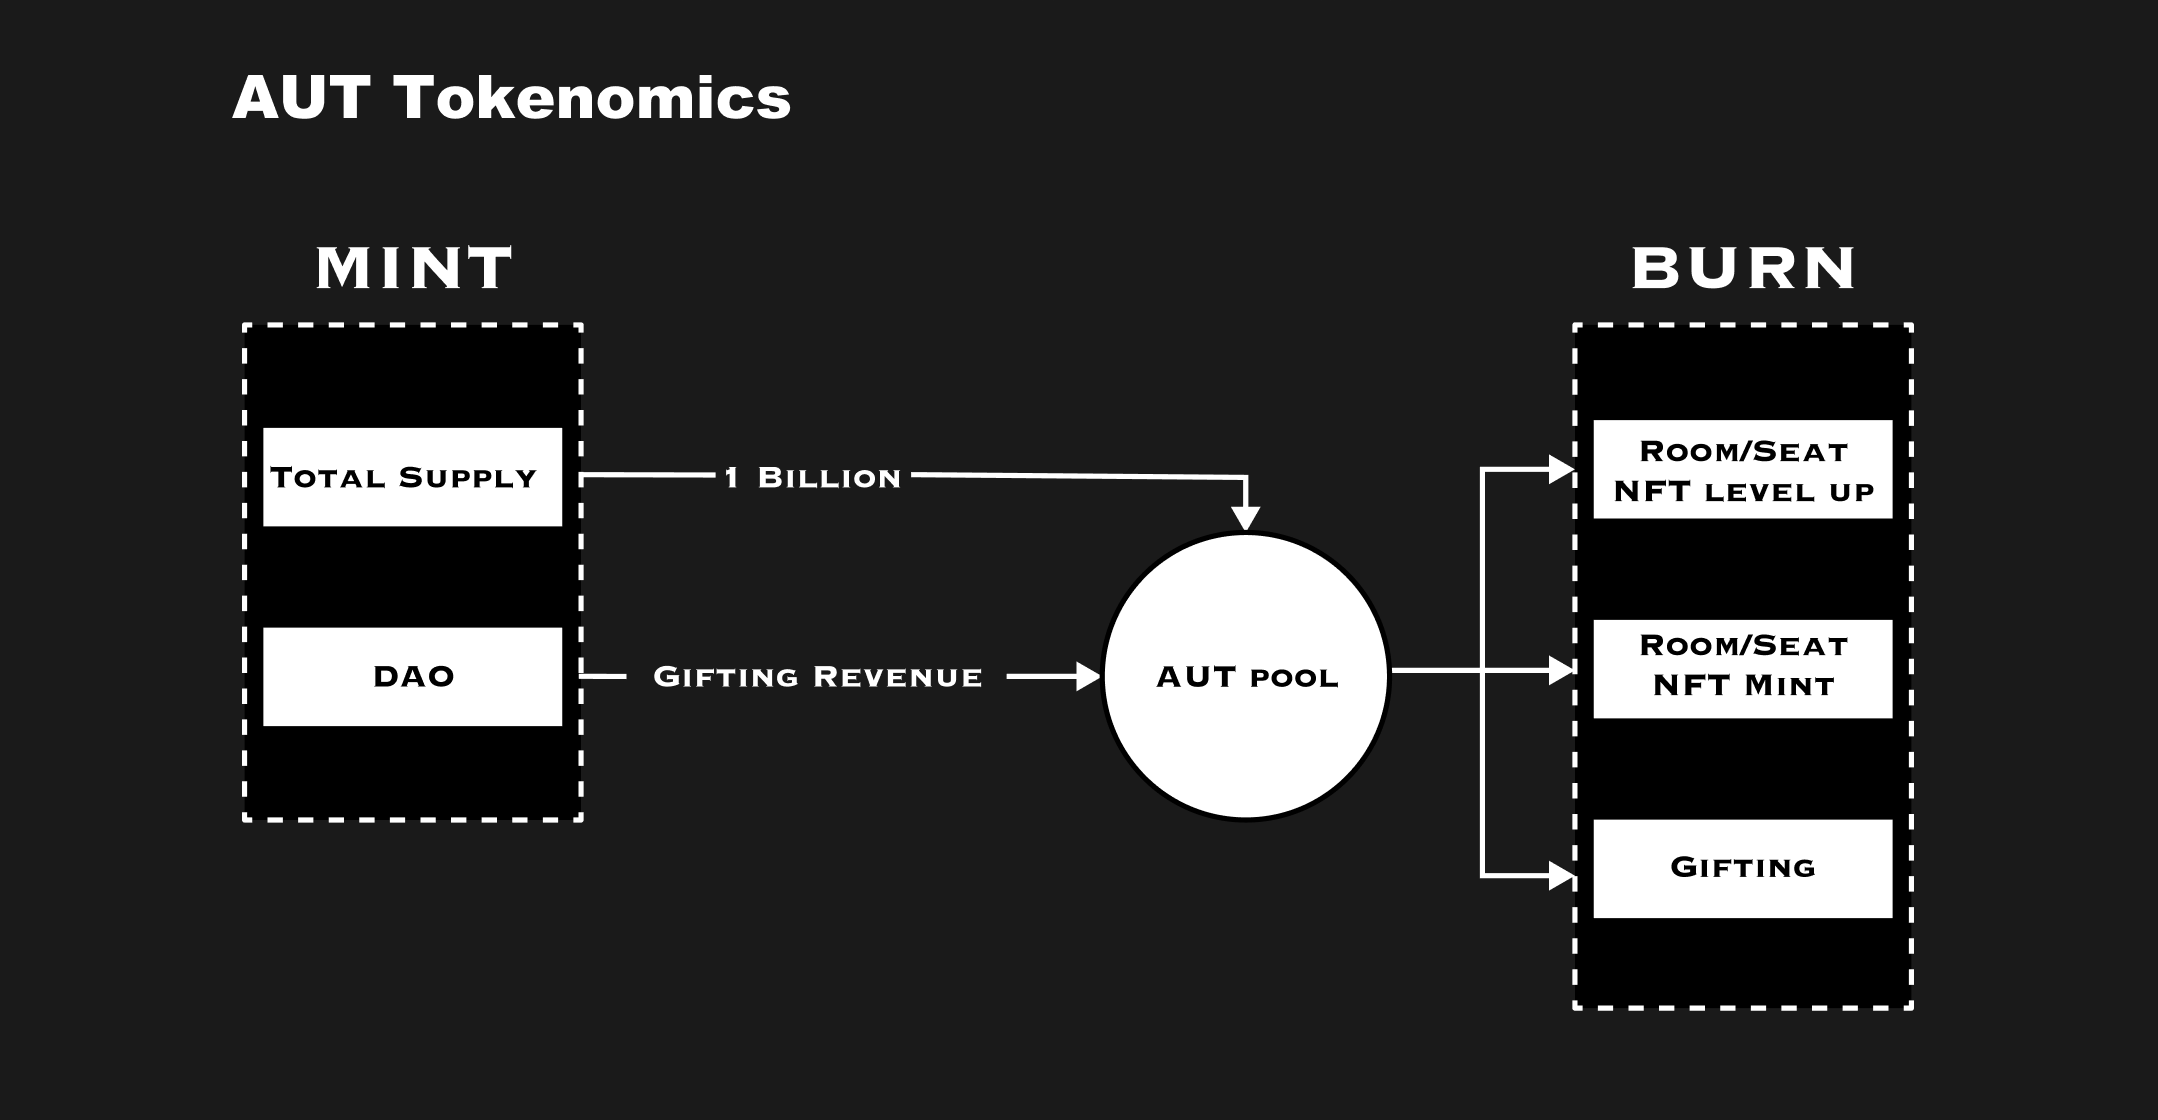 AUT Tokenomics
MINT
BURN
Total Supply
1 Billion
Room/Seat
NFT level up
DAO
Gifting Revenue
AUT pool
Room/Seat
NFT Mint
Gifting